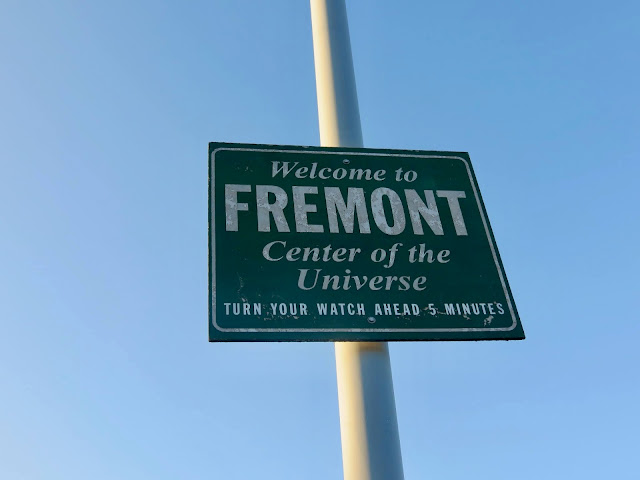 Welcome to
FREMONT
Center of the
Universe
TURN YOUR WATCH AHEAD 5 MINUTES